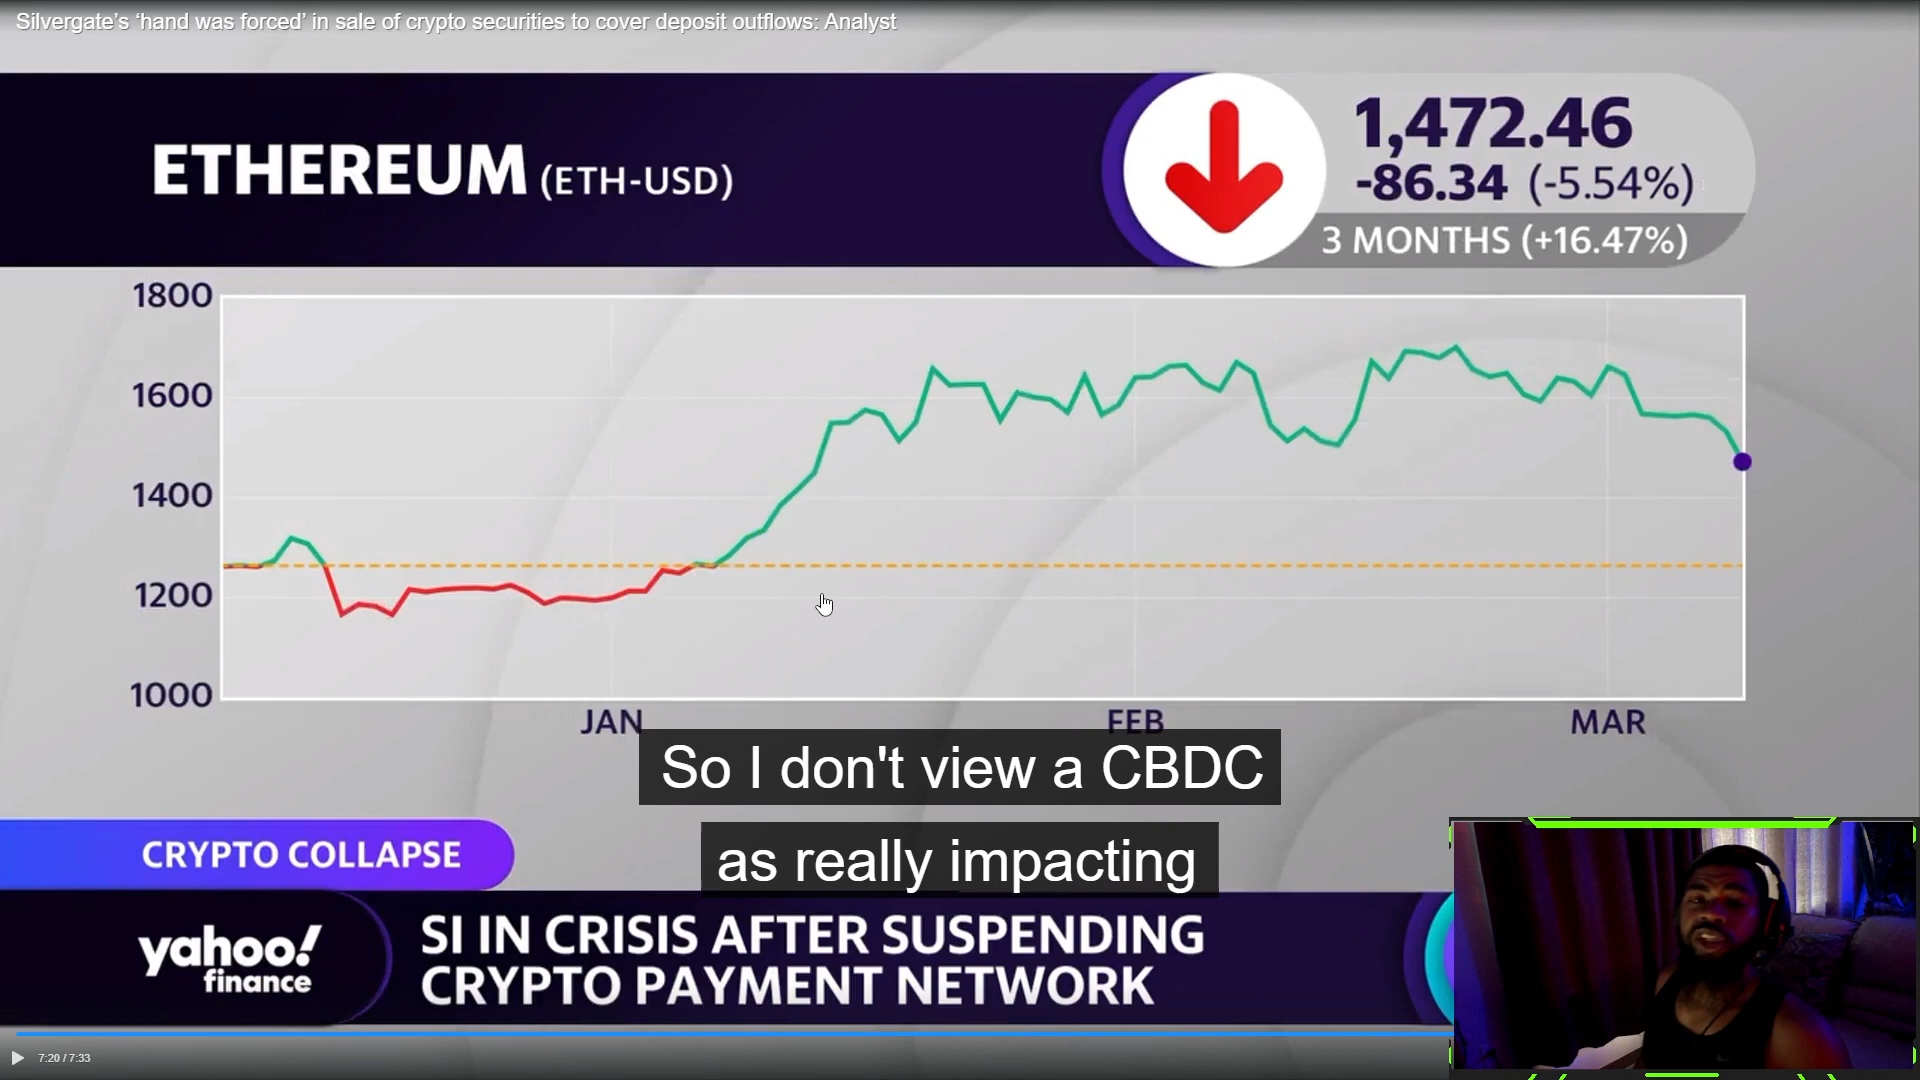 Silvergate's 'hand was forced' in sale of crypto securities to cover deposit outflows: Analyst
ETHEREUM (ETH-USD)
1,472.46
-86.34 (-5.54%)
3 MONTHS (+16.47%)
1800
1600
1400
1200
1000
JAN FEB MAR
So I don't view a CBDC
as really impacting
CRYPTO COLLAPSE
yahoo!
finance
SI IN CRISIS AFTER SUSPENDING
CRYPTO PAYMENT NETWORK
7:20 / 7:33